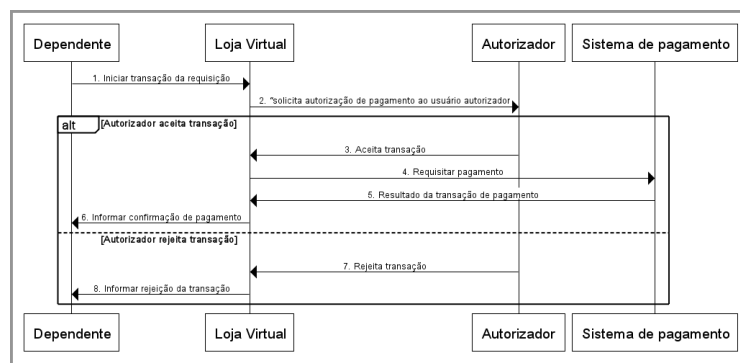 Dependente
Loja Virtual
Autorizador
Sistema de pagamento
1. Iniciar transação da requisição
2. "solicita autorização de pagamento ao usuário autorizador
alt
[Autorizador aceita transação]
3. Aceita transação
4. Requisitar pagamento
5. Resultado da transação de pagamento
6. Informar confirmação de pagamento
[Autorizador rejeita transação]
7. Rejeita transação
8. Informar rejeição da transação
Dependente
Loja Virtual
Autorizador
Sistema de pagamento